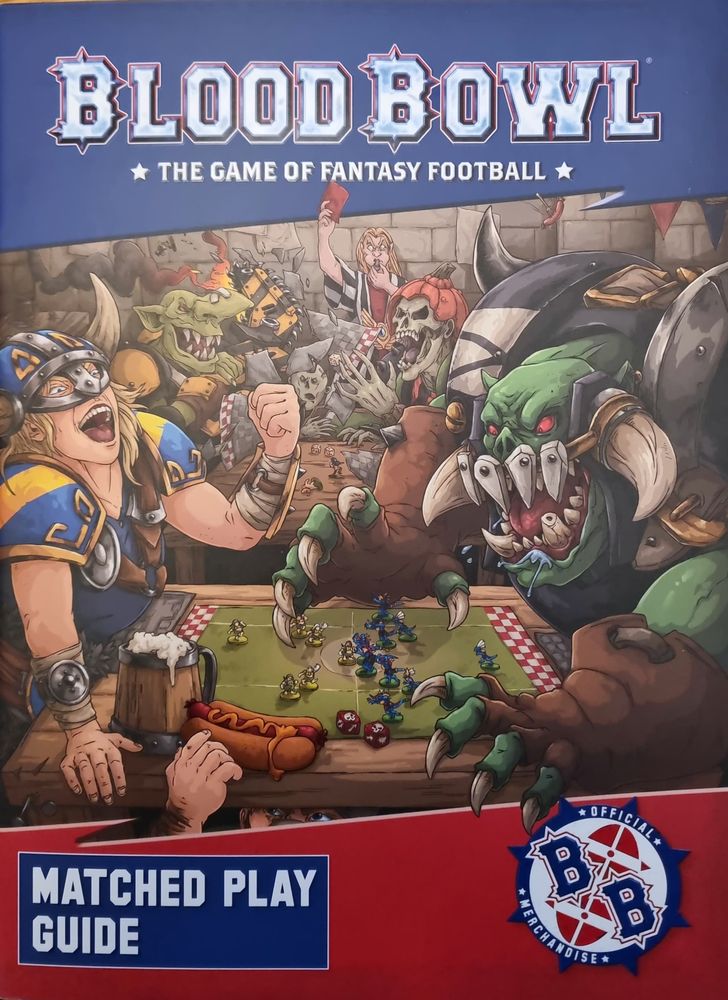 BLOOD BOWL®
★ THE GAME OF FANTASY FOOTBALL ★
MATCHED PLAY
GUIDE
★ OFFICIAL ★
BB
MERCHANDISE